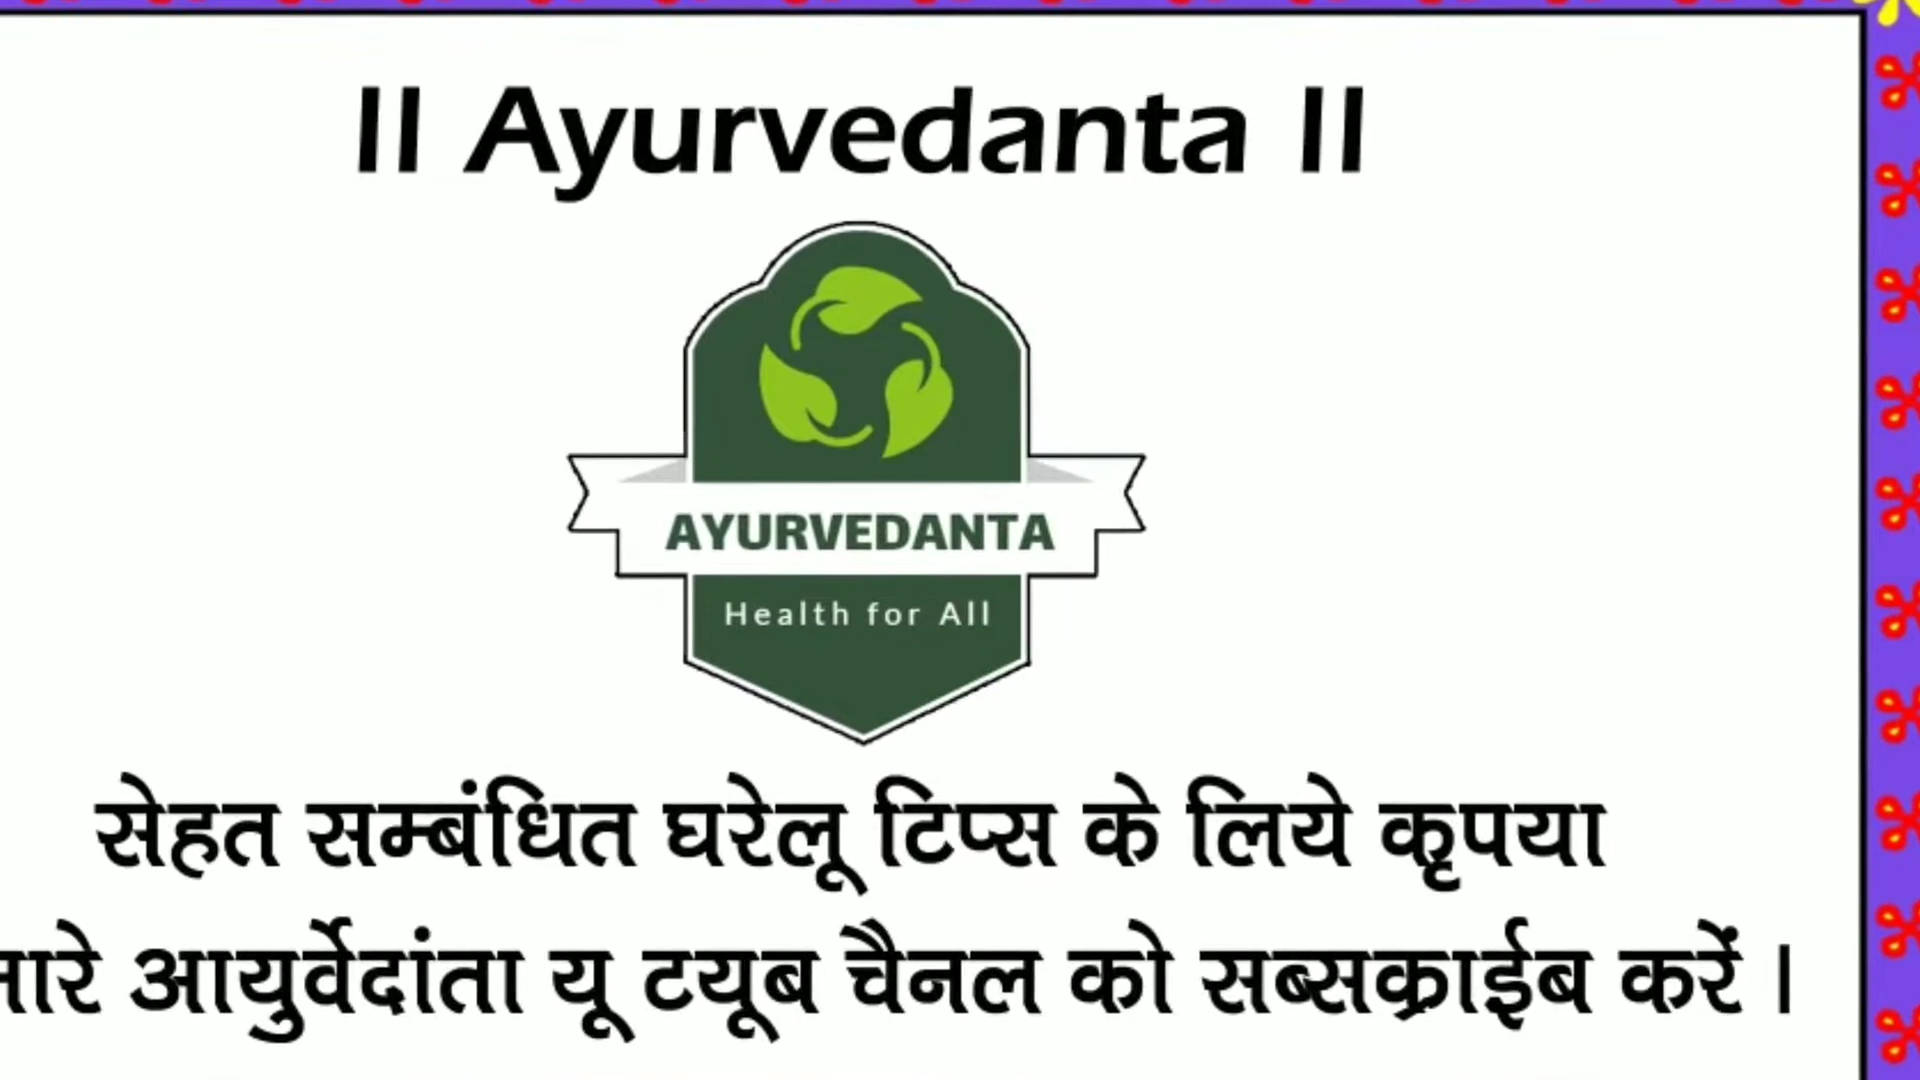 II Ayurvedanta II
AYURVEDANTA
Health for All
सेहत सम्बंधित घरेलू टिप्स के लिये कृपया
आयुर्वेदांता यू टयूब चैनल को सब्सक्राईब करें ।